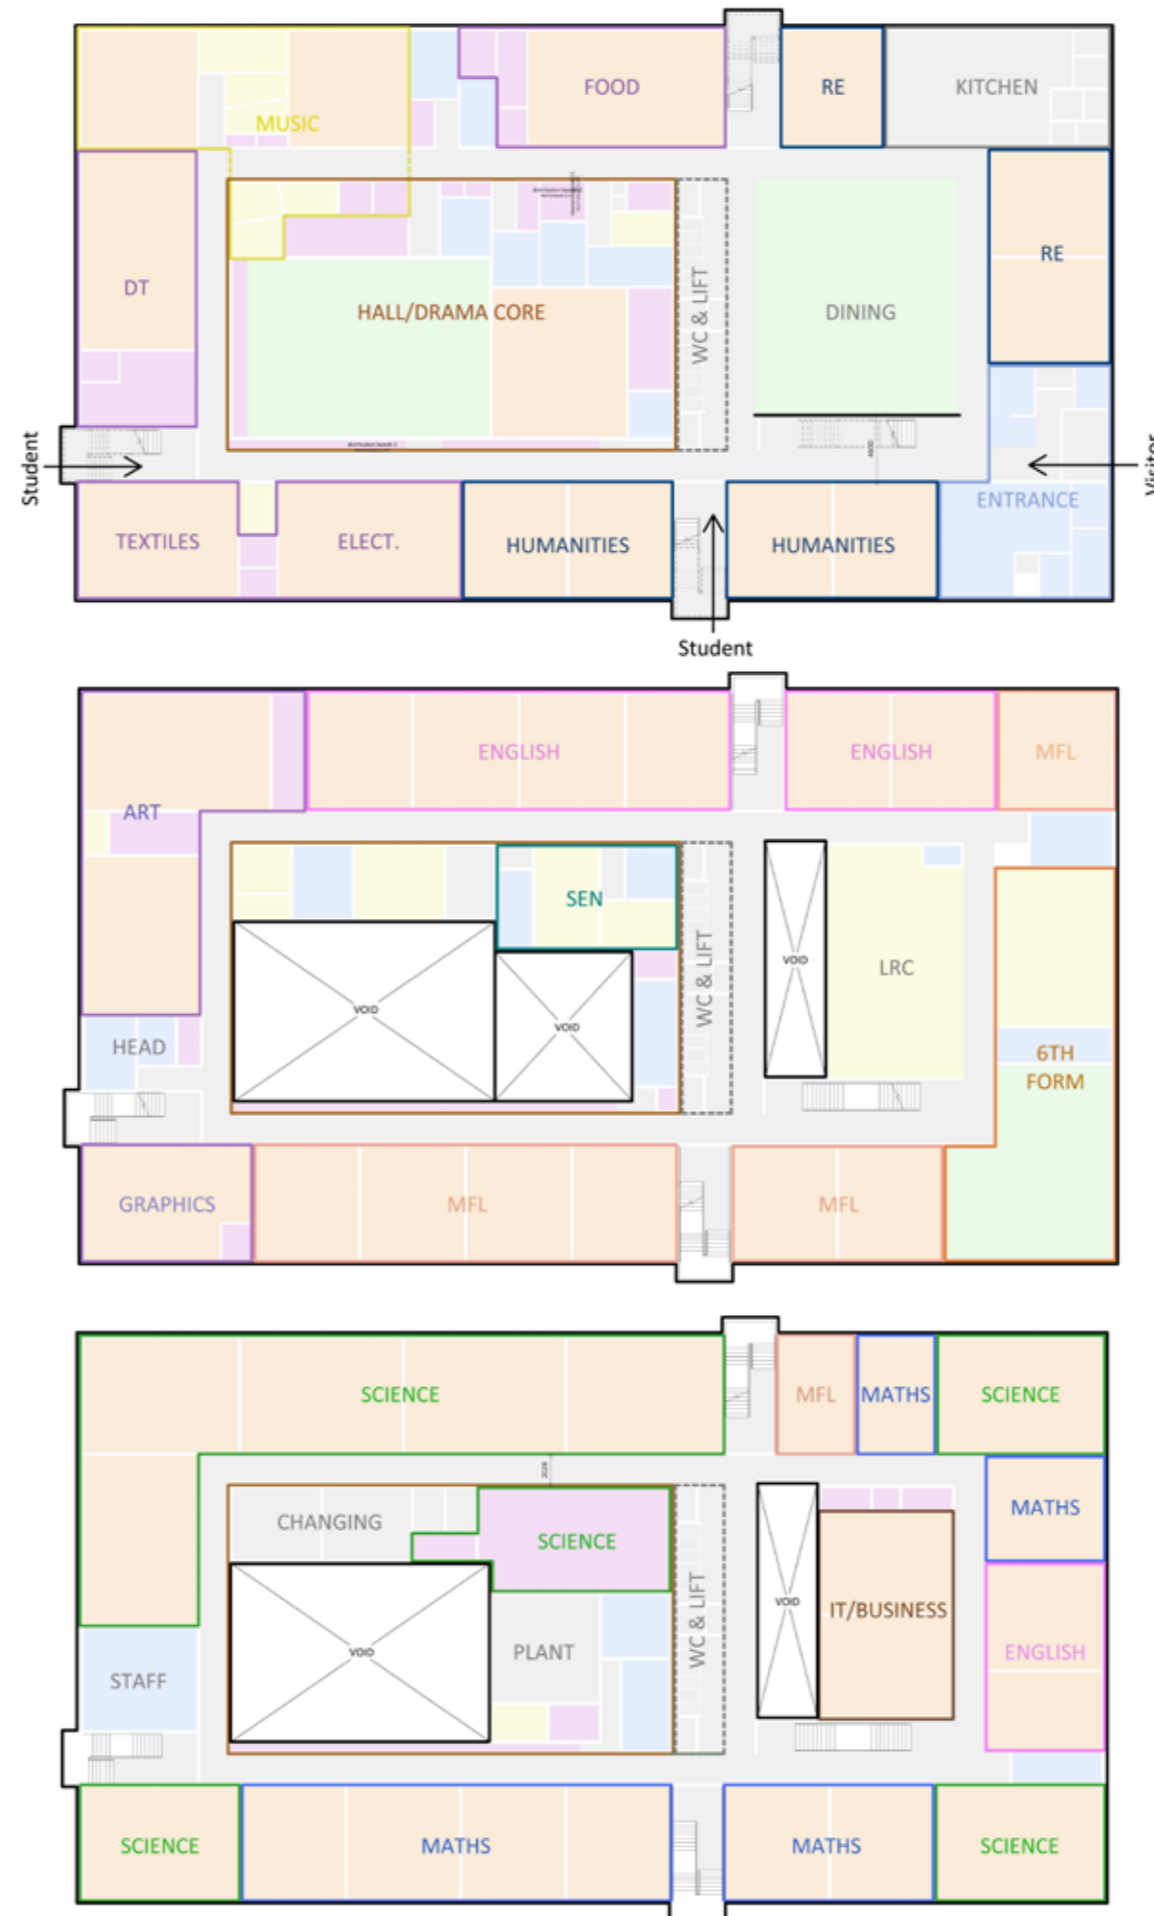 FOOD
RE
KITCHEN
MUSIC
RE
DT
HALL/DRAMA CORE
WC & LIFT
DINING
Student
Visitor
ENTRANCE
TEXTILES
ELECT.
HUMANITIES
HUMANITIES
Student
ENGLISH
ENGLISH
MFL
ART
SEN
VOID
LRC
WC & LIFT
VOID
VOID
HEAD
6TH
FORM
GRAPHICS
MFL
MFL
SCIENCE
MFL
MATHS
SCIENCE
MATHS
CHANGING
SCIENCE
WC & LIFT
VOID
IT/BUSINESS
VOID
PLANT
ENGLISH
STAFF
SCIENCE
MATHS
MATHS
SCIENCE